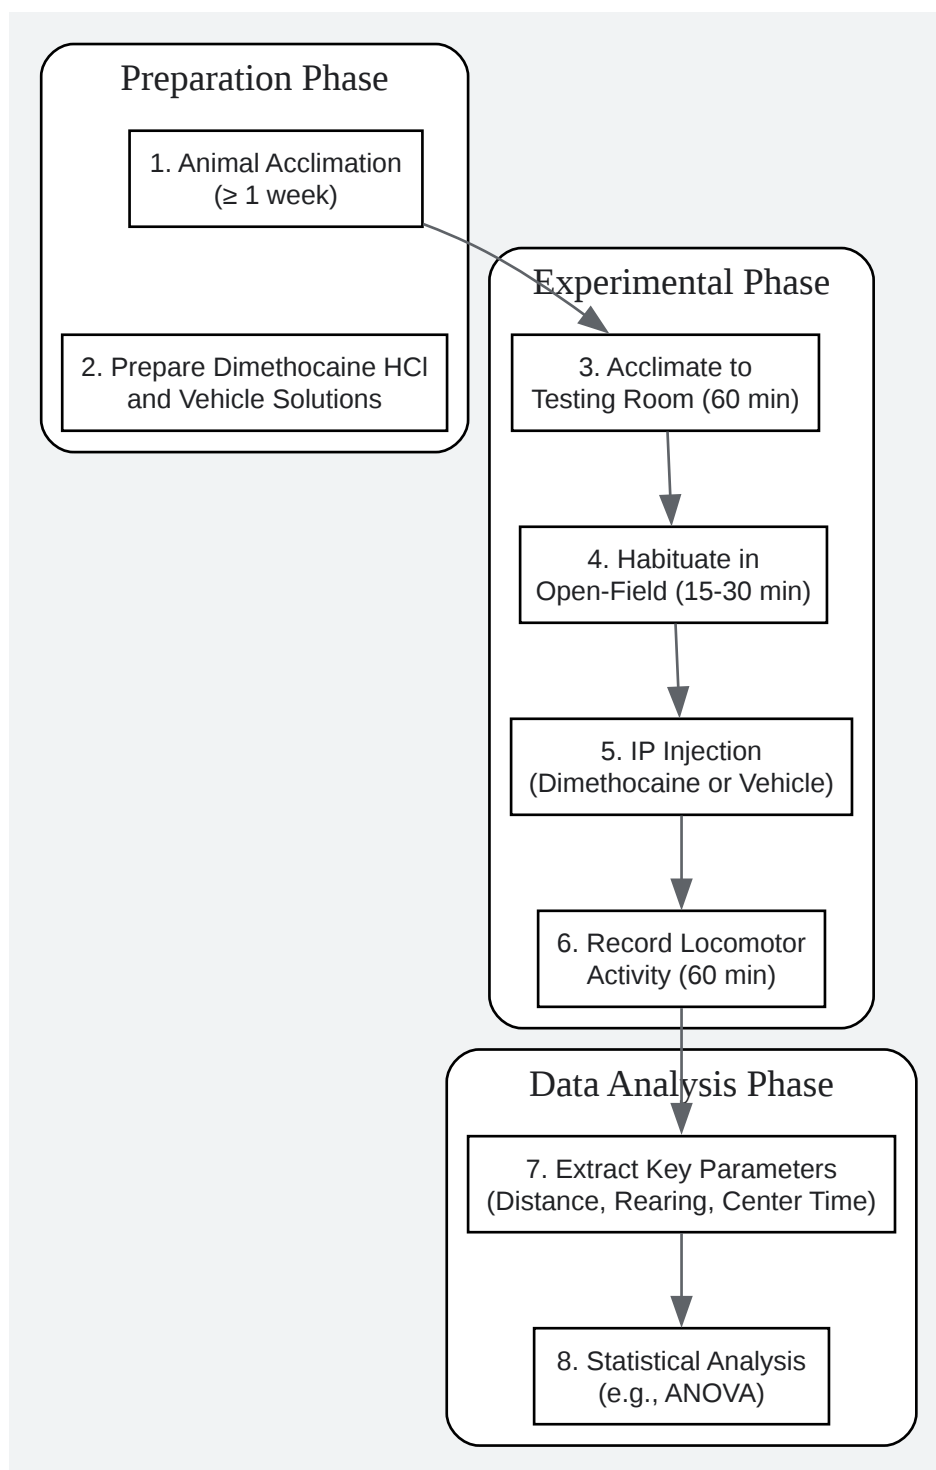 Preparation Phase
1. Animal Acclimation
(≥ 1 week)
2. Prepare Dimethocaine HCl
and Vehicle Solutions
Experimental Phase
3. Acclimate to
Testing Room (60 min)
4. Habituate in
Open-Field (15-30 min)
5. IP Injection
(Dimethocaine or Vehicle)
6. Record Locomotor
Activity (60 min)
Data Analysis Phase
7. Extract Key Parameters
(Distance, Rearing, Center Time)
8. Statistical Analysis
(e.g., ANOVA)